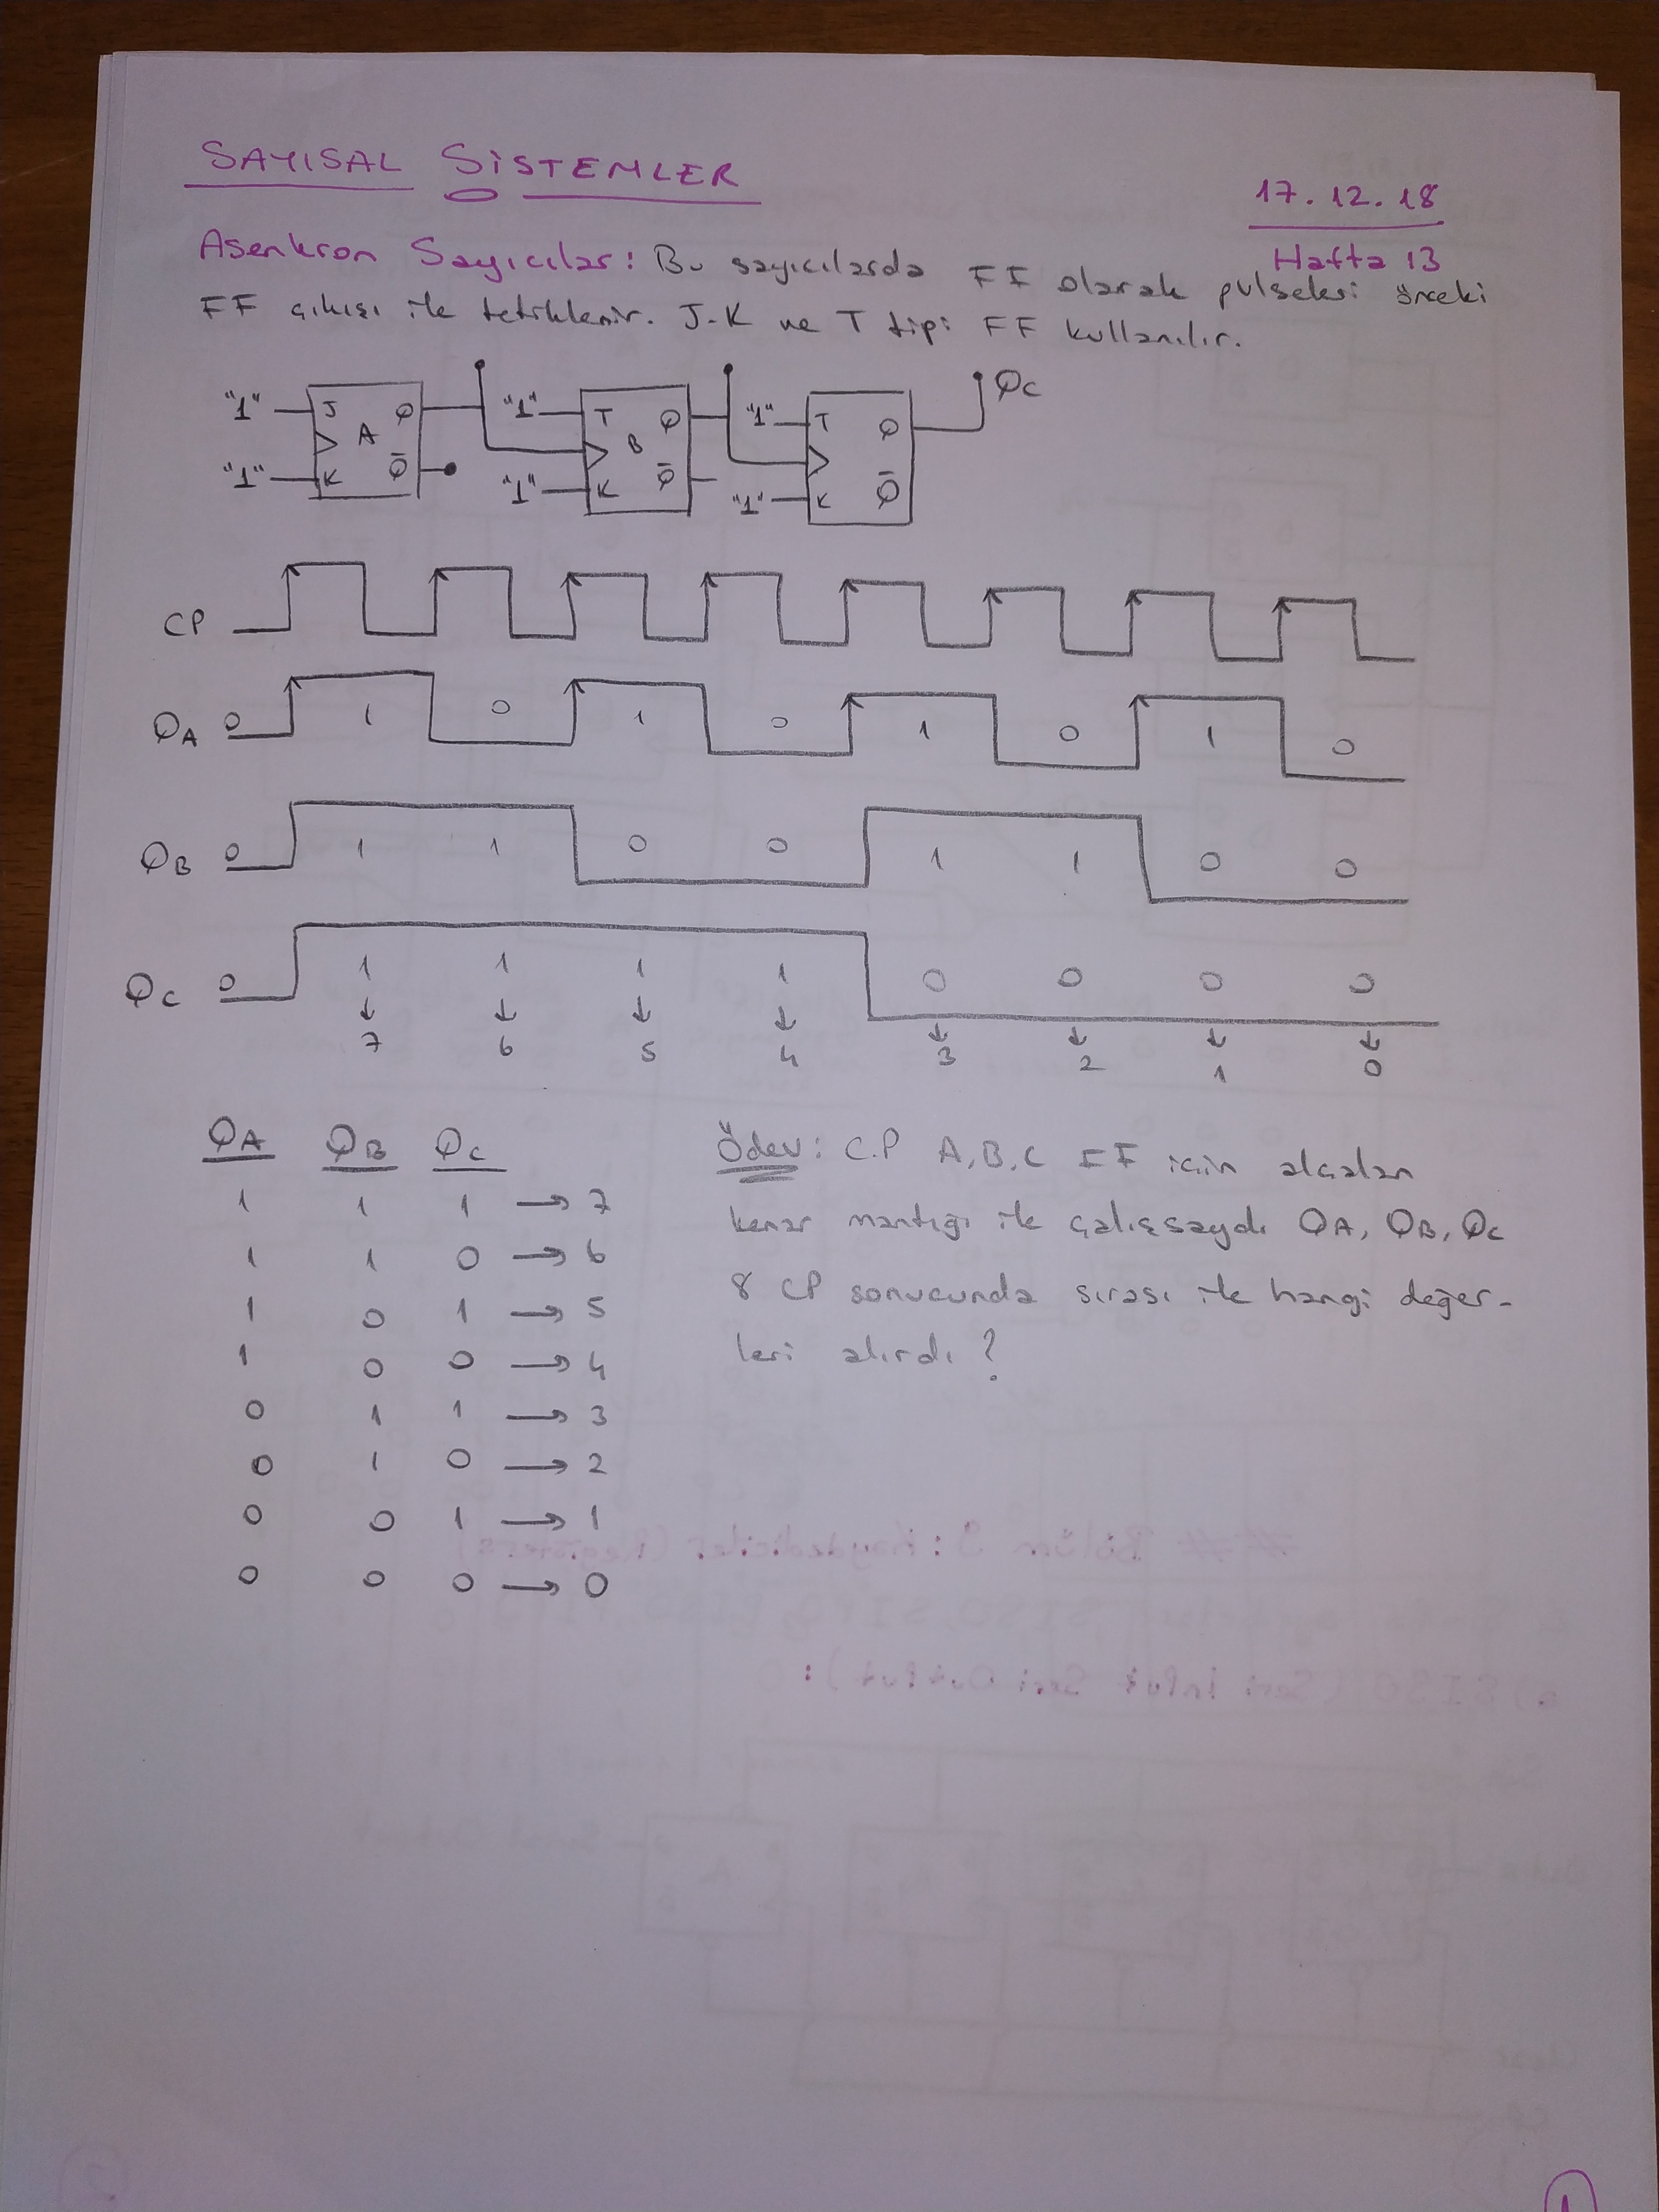 SAYISAL SİSTEMLER
17.12.18
Hafta 13
Asenkron Sayıcılar: Bu sayıcılarda FF olarak pulseleri önceki
FF çıkışı ile tetiklenir. J-K ve T tipi FF kullanılır.
"1" J Q "1" T Q "1" T Q QC
A B
"1" K Q̅ "1" K Q̅ "1" K Q̅
CP
QA 0 1 0 1 0 1 0 1 0
QB 0 1 1 0 0 1 1 0 0
QC 0 1 1 1 1 0 0 0 0
↓ ↓ ↓ ↓ ↓ ↓ ↓ ↓
7 6 5 4 3 2 1 0
QA QB QC
1 1 1 → 7
1 1 0 → 6
1 0 1 → 5
1 0 0 → 4
0 1 1 → 3
0 1 0 → 2
0 0 1 → 1
0 0 0 → 0
Ödev: CP A,B,C FF için alçalan
kenar mantığı ile çalışsaydı QA, QB, QC
8 CP sonucunda sırası ile hangi değer-
leri alırdı?